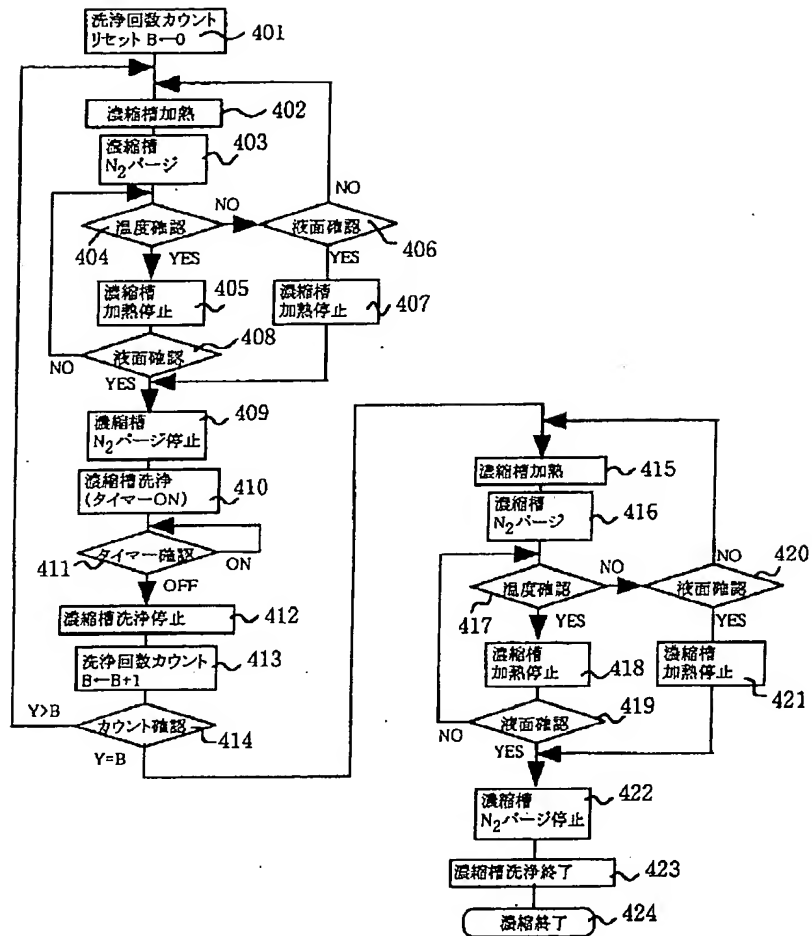 洗浄回数カウント
リセット B←0
401
濃縮槽加熱
402
濃縮槽
N2パージ
403
温度確認
404
NO
YES
液面確認
406
NO
YES
濃縮槽
加熱停止
405
濃縮槽
加熱停止
407
液面確認
408
NO
YES
濃縮槽
N2パージ停止
409
濃縮槽洗浄
(タイマーON)
410
タイマー確認
411
ON
OFF
濃縮槽洗浄停止
412
洗浄回数カウント
B←B+1
413
カウント確認
414
Y>B
Y=B
濃縮槽加熱
415
濃縮槽
N2パージ
416
温度確認
417
NO
YES
液面確認
420
NO
YES
濃縮槽
加熱停止
418
濃縮槽
加熱停止
421
液面確認
419
NO
YES
濃縮槽
N2パージ停止
422
濃縮槽洗浄終了
423
濃縮終了
424